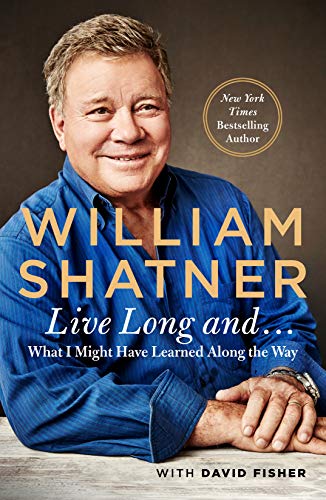 New York
Times
Bestselling
Author
WILLIAM
SHATNER
Live Long and...
What I Might Have Learned Along the Way
WITH DAVID FISHER